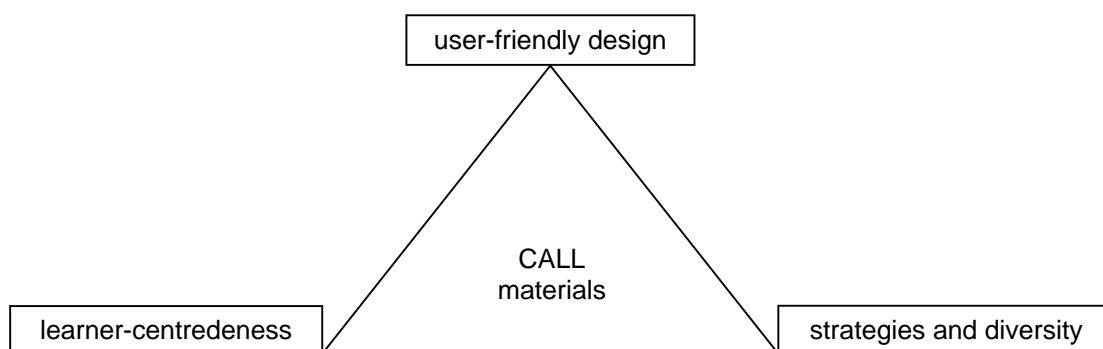 user-friendly design
CALL
materials
learner-centredeness
strategies and diversity